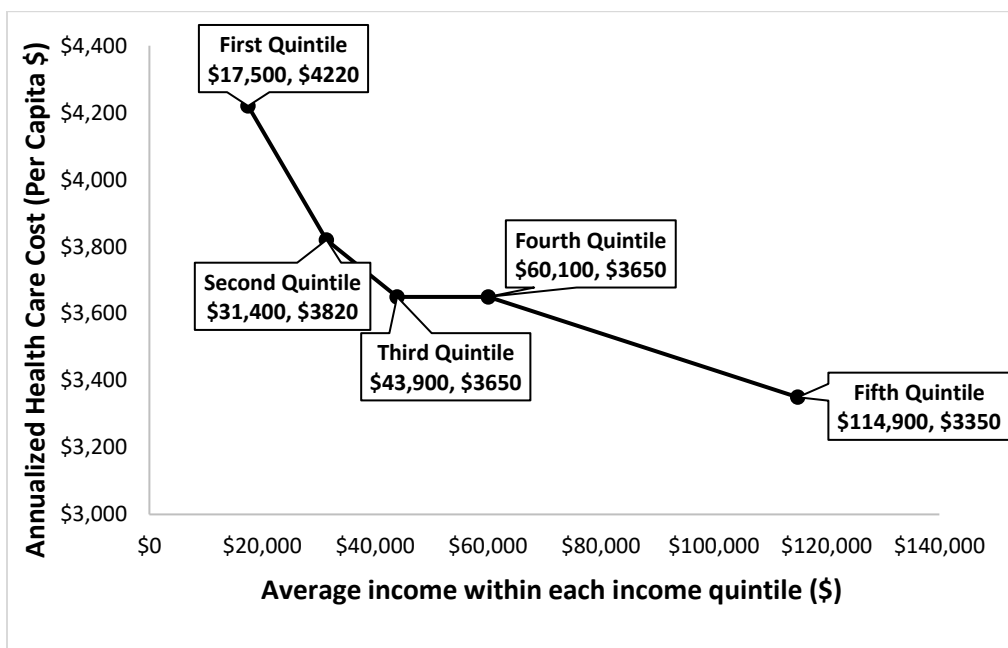 Annualized Health Care Cost (Per Capita $)
$4,400
$4,200
$4,000
$3,800
$3,600
$3,400
$3,200
$3,000
First Quintile
$17,500, $4220
Second Quintile
$31,400, $3820
Third Quintile
$43,900, $3650
Fourth Quintile
$60,100, $3650
Fifth Quintile
$114,900, $3350
$0 $20,000 $40,000 $60,000 $80,000 $100,000 $120,000 $140,000
Average income within each income quintile ($)